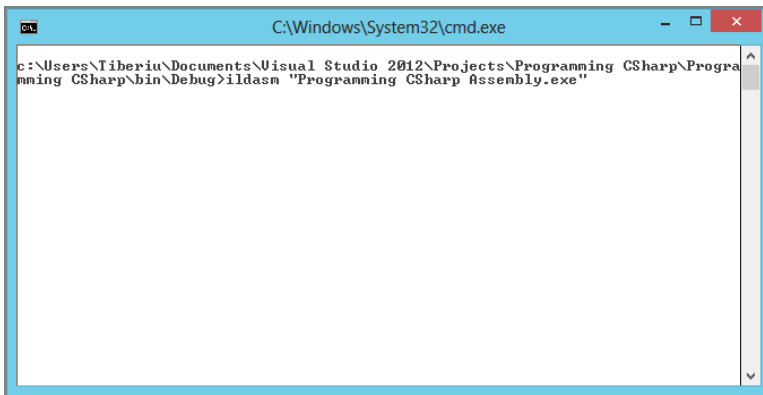 C:\Windows\System32\cmd.exe
c:\Users\Tiberiu\Documents\Visual Studio 2012\Projects\Programming CSharp\Progra
mming CSharp\bin\Debug>ildasm "Programming CSharp Assembly.exe"